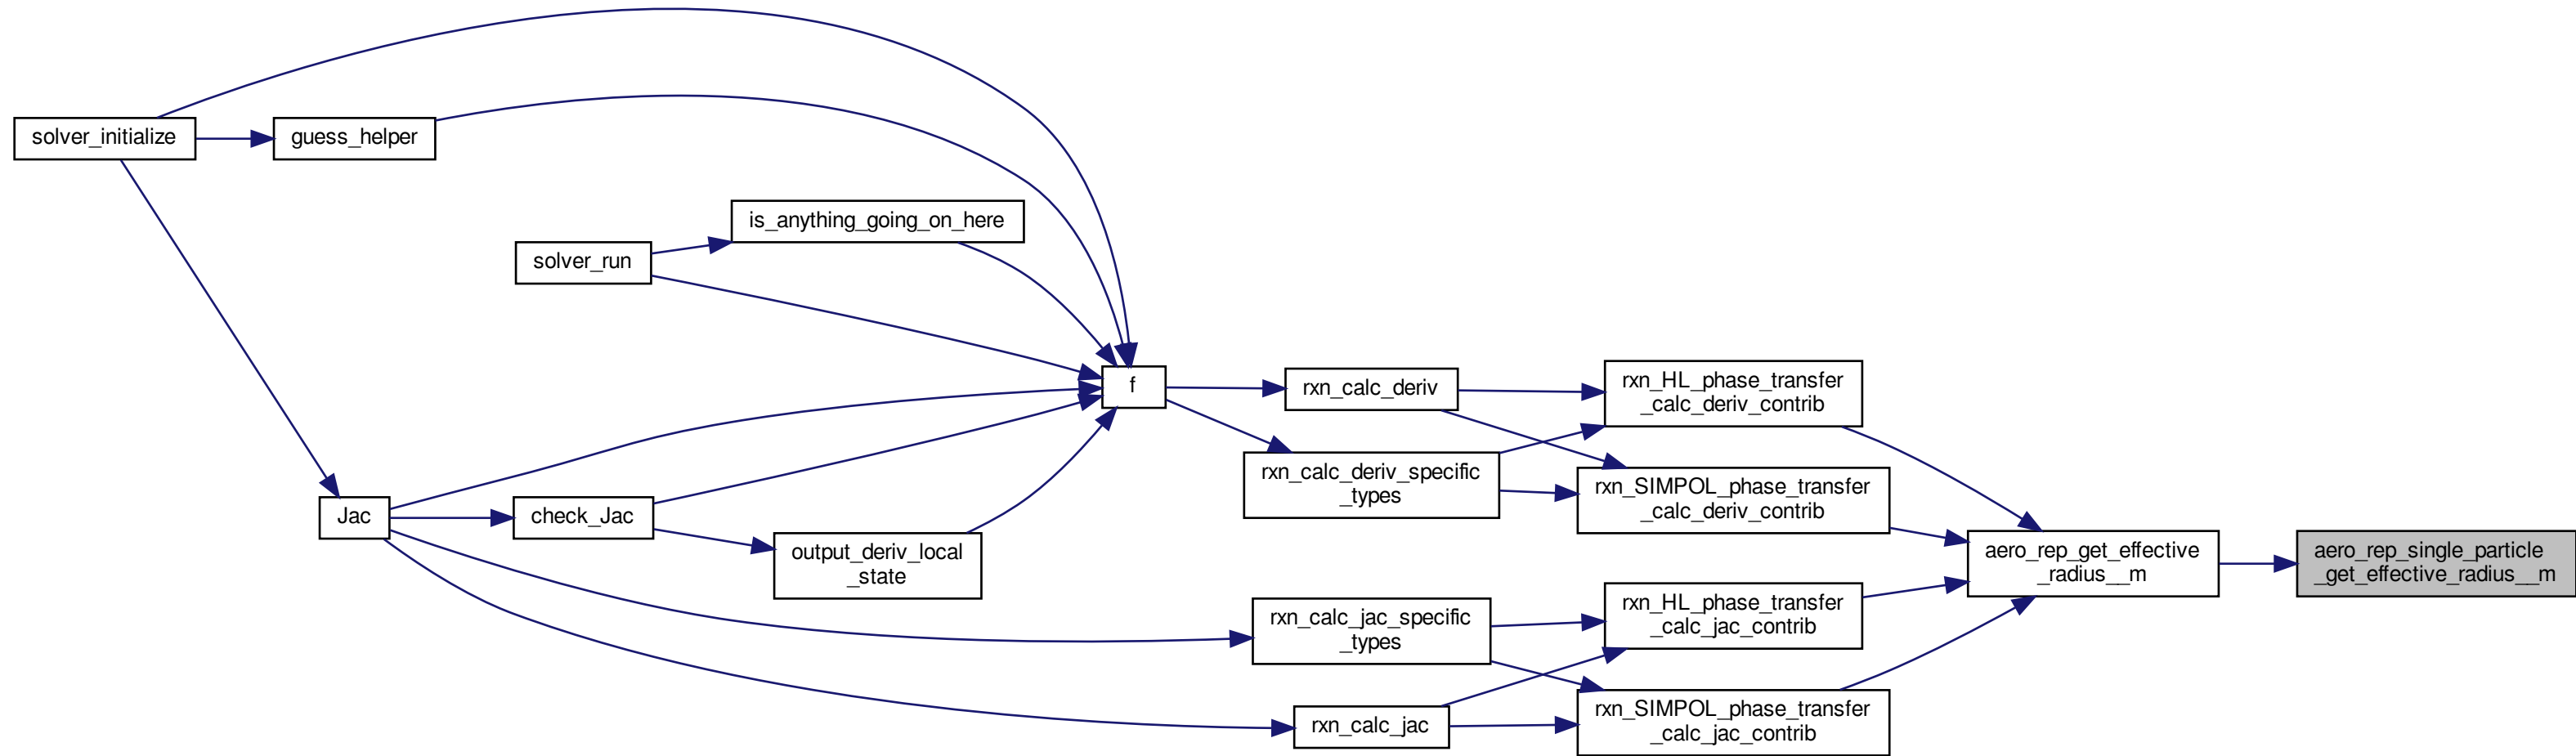 solver_initialize
guess_helper
is_anything_going_on_here
solver_run
f
rxn_calc_deriv
rxn_HL_phase_transfer
_calc_deriv_contrib
rxn_calc_deriv_specific
_types
rxn_SIMPOL_phase_transfer
_calc_deriv_contrib
Jac
check_Jac
output_deriv_local
_state
aero_rep_get_effective
_radius__m
aero_rep_single_particle
_get_effective_radius__m
rxn_calc_jac_specific
_types
rxn_HL_phase_transfer
_calc_jac_contrib
rxn_calc_jac
rxn_SIMPOL_phase_transfer
_calc_jac_contrib